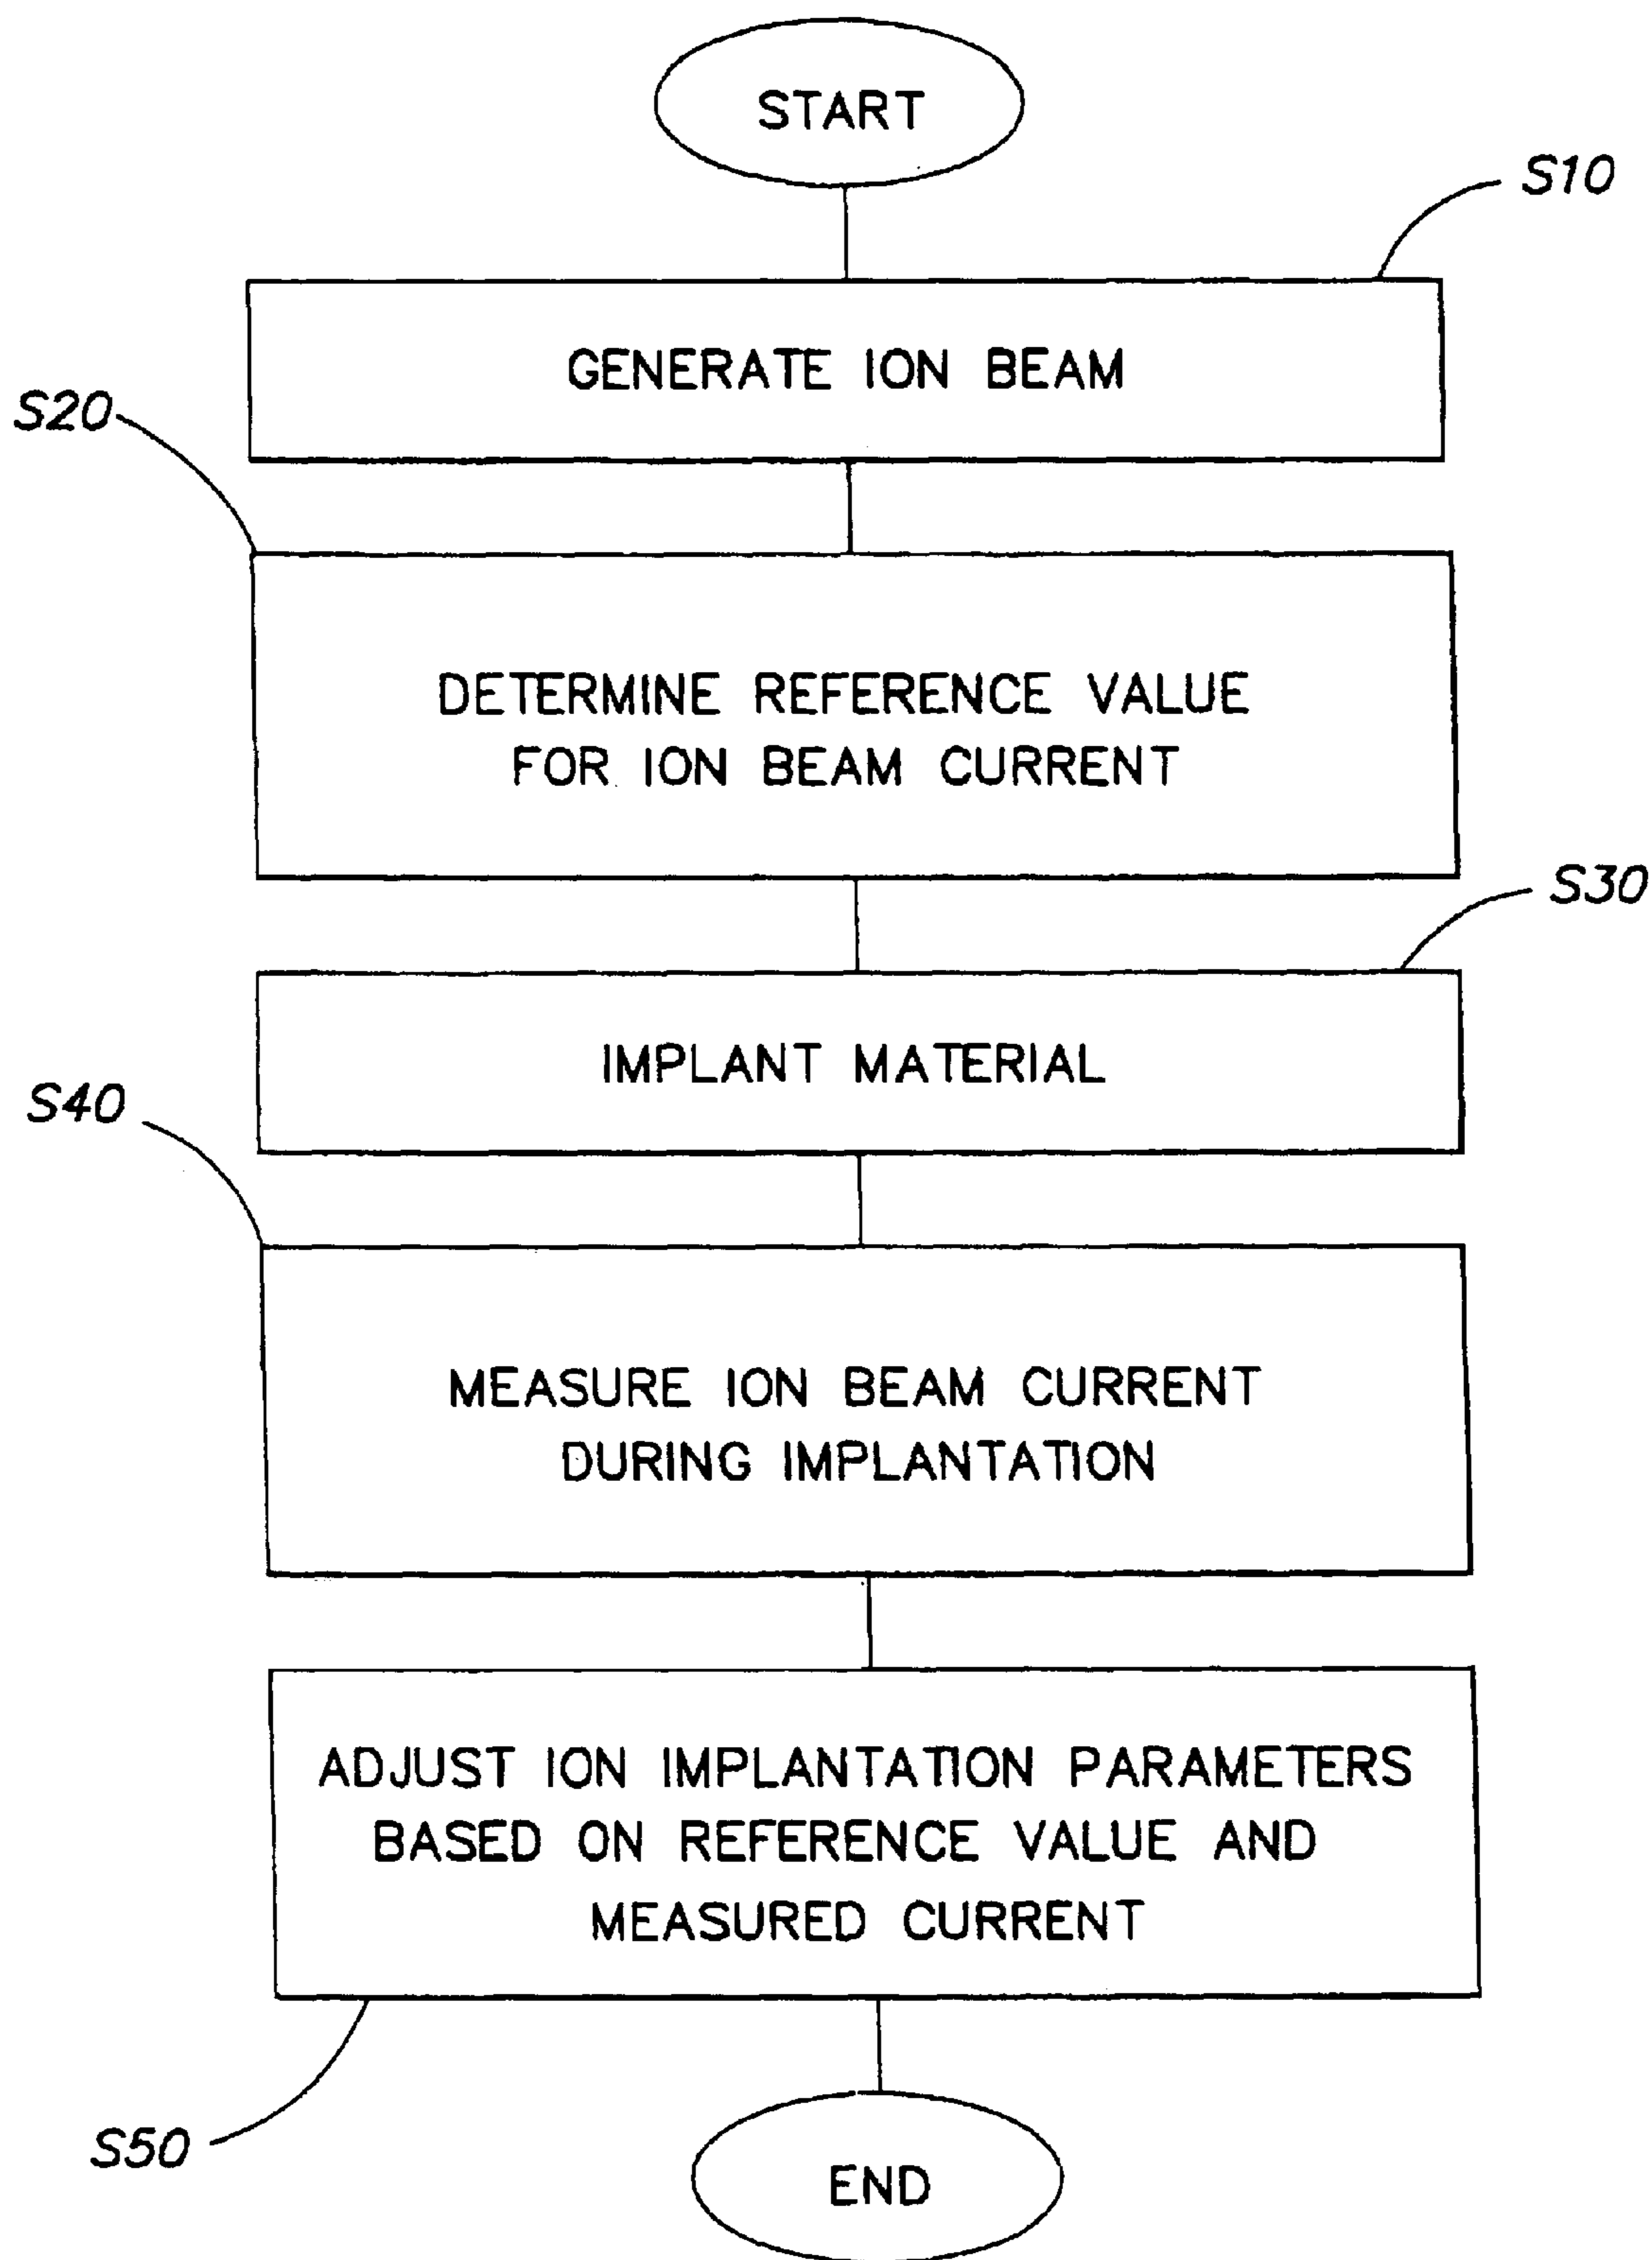 START
S10
GENERATE ION BEAM
S20
DETERMINE REFERENCE VALUE
FOR ION BEAM CURRENT
S30
IMPLANT MATERIAL
S40
MEASURE ION BEAM CURRENT
DURING IMPLANTATION
ADJUST ION IMPLANTATION PARAMETERS
BASED ON REFERENCE VALUE AND
MEASURED CURRENT
S50
END